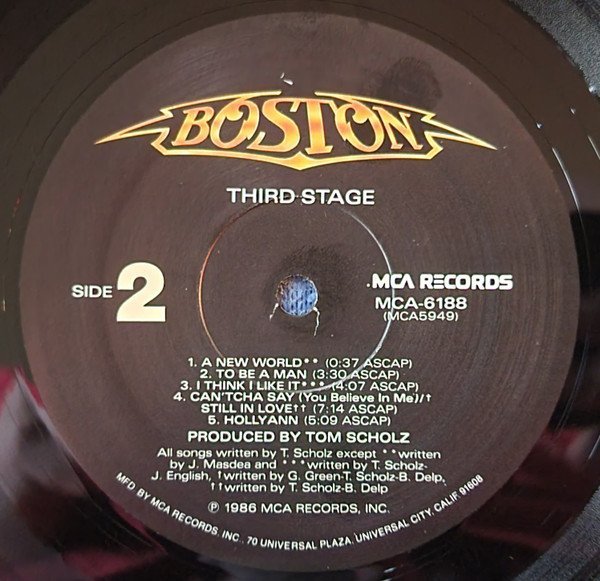 BOSTON
THIRD STAGE
SIDE 2
MCA RECORDS
MCA-6188
(MCA5949)
1. A NEW WORLD** (0:37 ASCAP)
2. TO BE A MAN (3:30 ASCAP)
3. I THINK I LIKE IT*** (4:07 ASCAP)
4. CAN'TCHA SAY (You Believe In Me)/†
STILL IN LOVE†† (7:14 ASCAP)
5. HOLLYANN (5:09 ASCAP)
PRODUCED BY TOM SCHOLZ
All songs written by T. Scholz except **written
by J. Masdea and ***written by T. Scholz-
J. English, †written by G. Green-T. Scholz-B. Delp,
††written by T. Scholz-B. Delp
℗ 1986 MCA RECORDS, INC.
MFD BY MCA RECORDS, INC., 70 UNIVERSAL PLAZA, UNIVERSAL CITY, CALIF. 91608